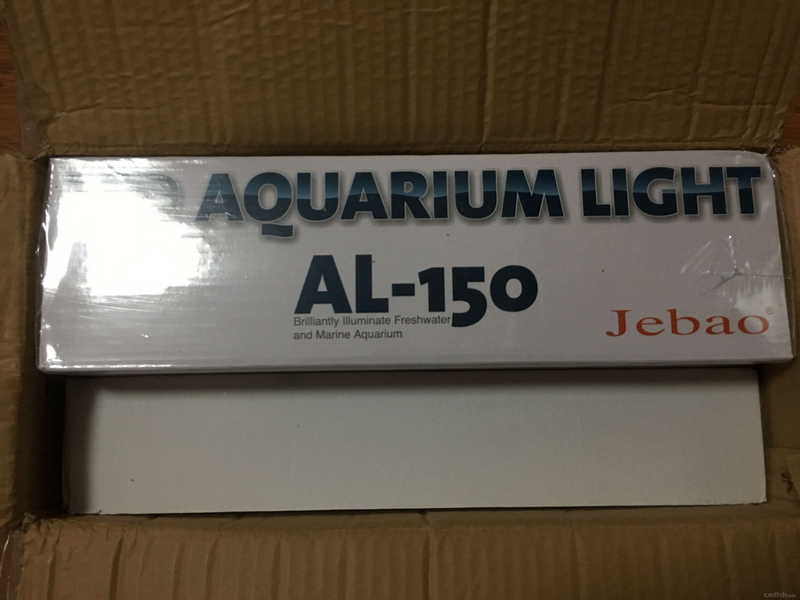 AQUARIUM LIGHT
AL-150
Brilliantly Illuminate Freshwater
and Marine Aquarium
Jebao®